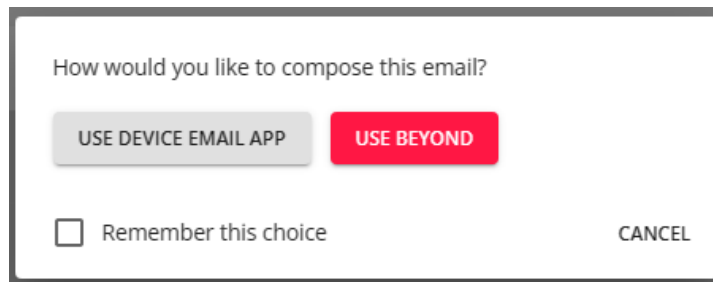 How would you like to compose this email?
USE DEVICE EMAIL APP USE BEYOND
Remember this choice CANCEL